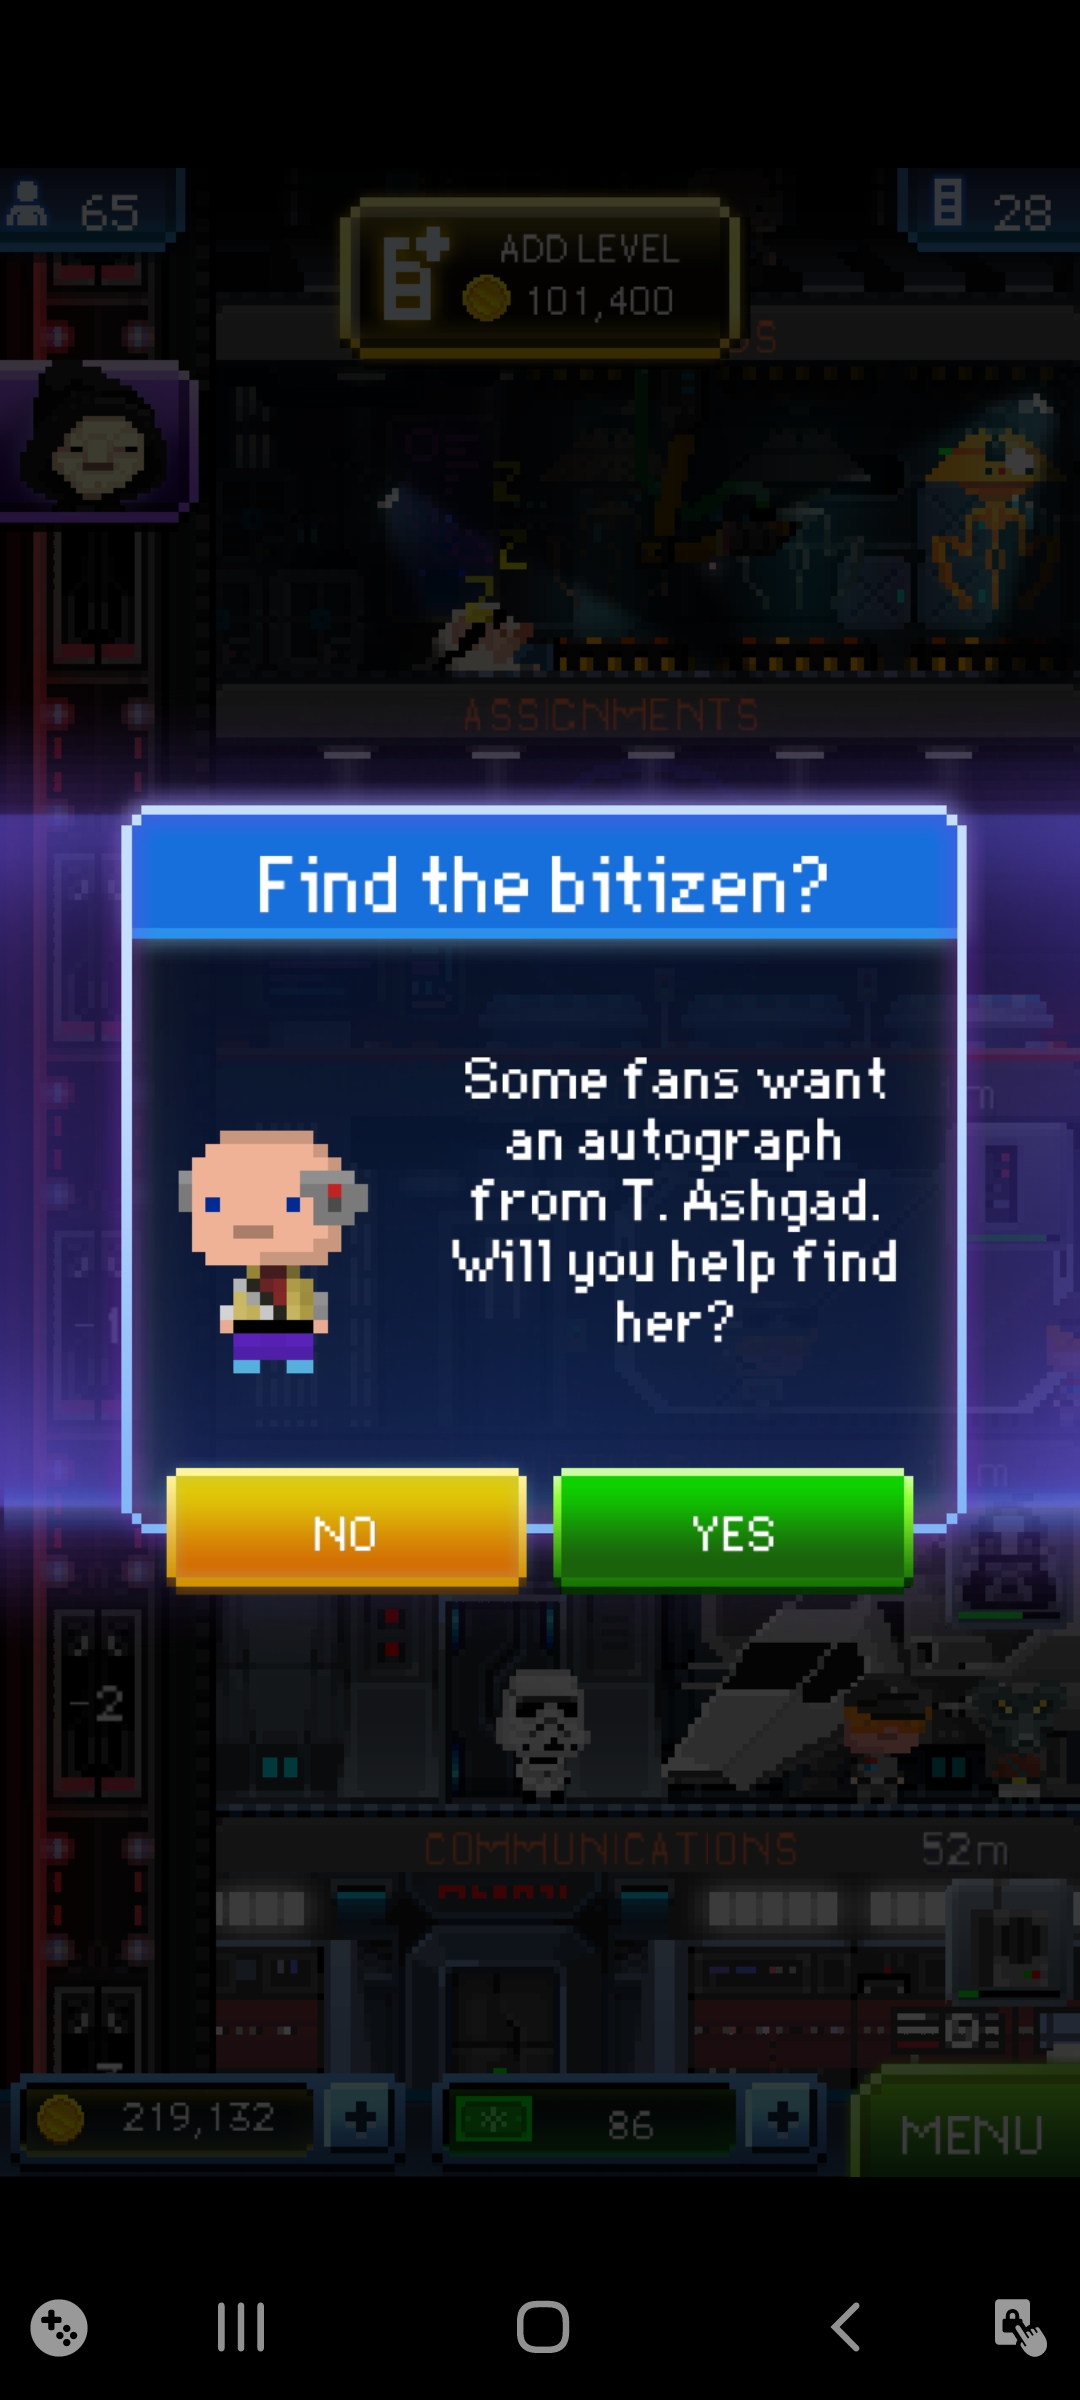 65
28
ADD LEVEL
101,400
ASSIGNMENTS
Find the bitizen?
Some fans want
an autograph
from T. Ashgad.
Will you help find
her?
NO
YES
-2
COMMUNICATIONS
52m
219,132
86
MENU